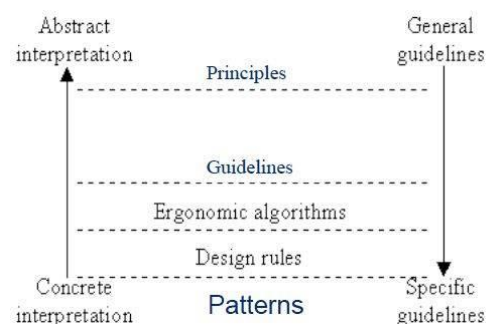 Abstract
interpretation
General
guidelines
Principles
Guidelines
Ergonomic algorithms
Design rules
Concrete
interpretation
Patterns
Specific
guidelines